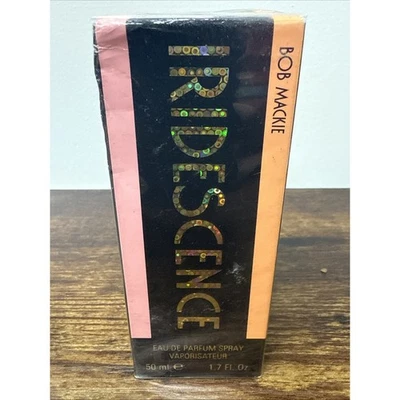 BOB MACKIE
IRIDESCENCE
EAU DE PARFUM SPRAY
VAPORISATEUR
50 ml ℮ 1.7 Fl. Oz.